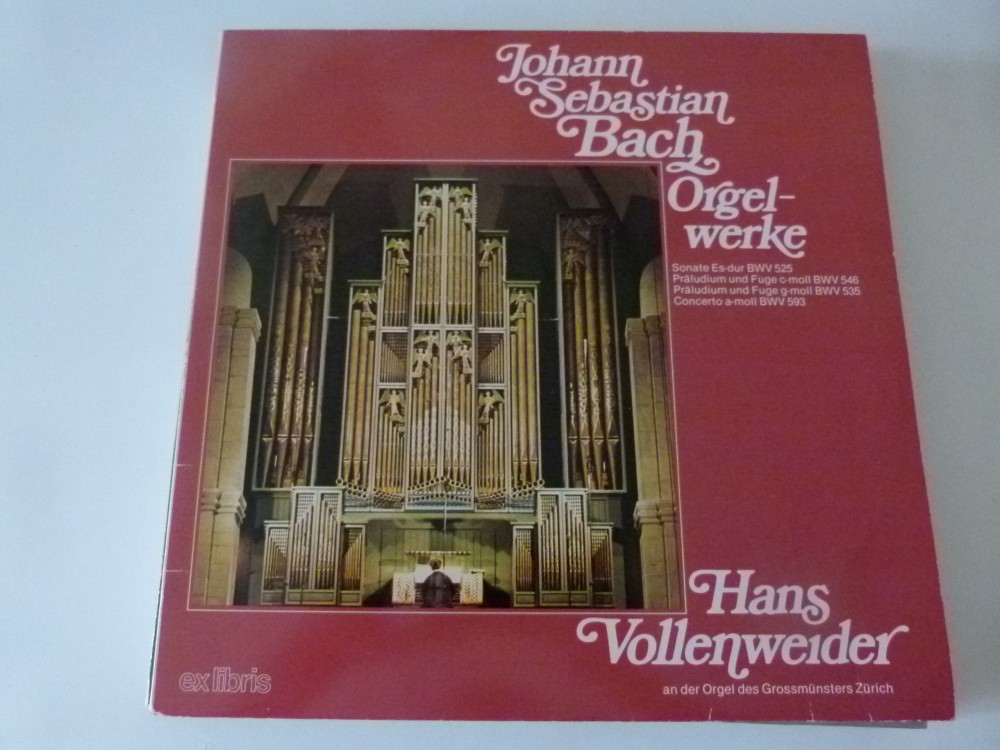 Johann
Sebastian
Bach
Orgel-
werke
Sonate Es-dur BWV 525
Präludium und Fuge c-moll BWV 546
Präludium und Fuge g-moll BWV 535
Concerto a-moll BWV 593
Hans
Vollenweider
an der Orgel des Grossmünsters Zürich
ex libris